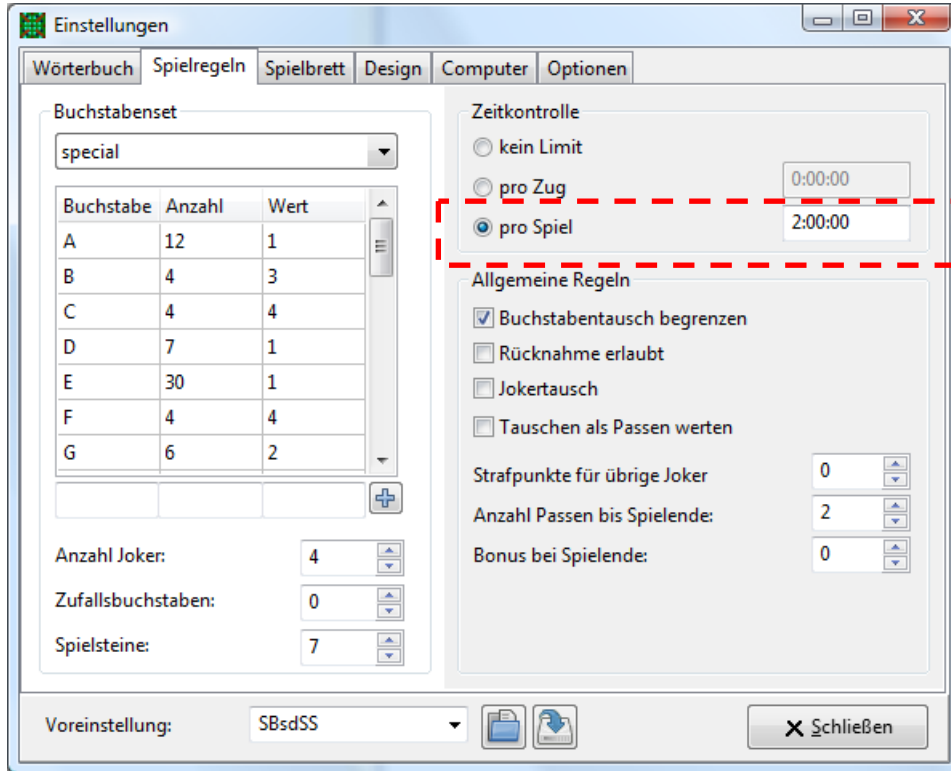 Einstellungen
Wörterbuch Spielregeln Spielbrett Design Computer Optionen
Buchstabenset
special
Buchstabe Anzahl Wert
A 12 1
B 4 3
C 4 4
D 7 1
E 30 1
F 4 4
G 6 2
Anzahl Joker: 4
Zufallsbuchstaben: 0
Spielsteine: 7
Zeitkontrolle
kein Limit
pro Zug 0:00:00
pro Spiel 2:00:00
Allgemeine Regeln
Buchstabentausch begrenzen
Rücknahme erlaubt
Jokertausch
Tauschen als Passen werten
Strafpunkte für übrige Joker 0
Anzahl Passen bis Spielende: 2
Bonus bei Spielende: 0
Voreinstellung: SBsdSS
Schließen